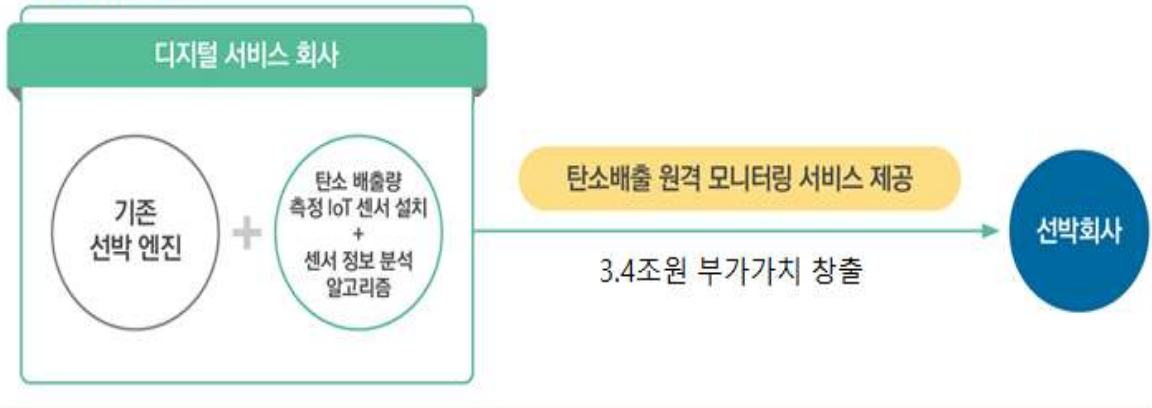 디지털 서비스 회사
기존
선박 엔진
+
탄소 배출량
측정 IoT 센서 설치
+
센서 정보 분석
알고리즘
탄소배출 원격 모니터링 서비스 제공
3.4조원 부가가치 창출
선박회사